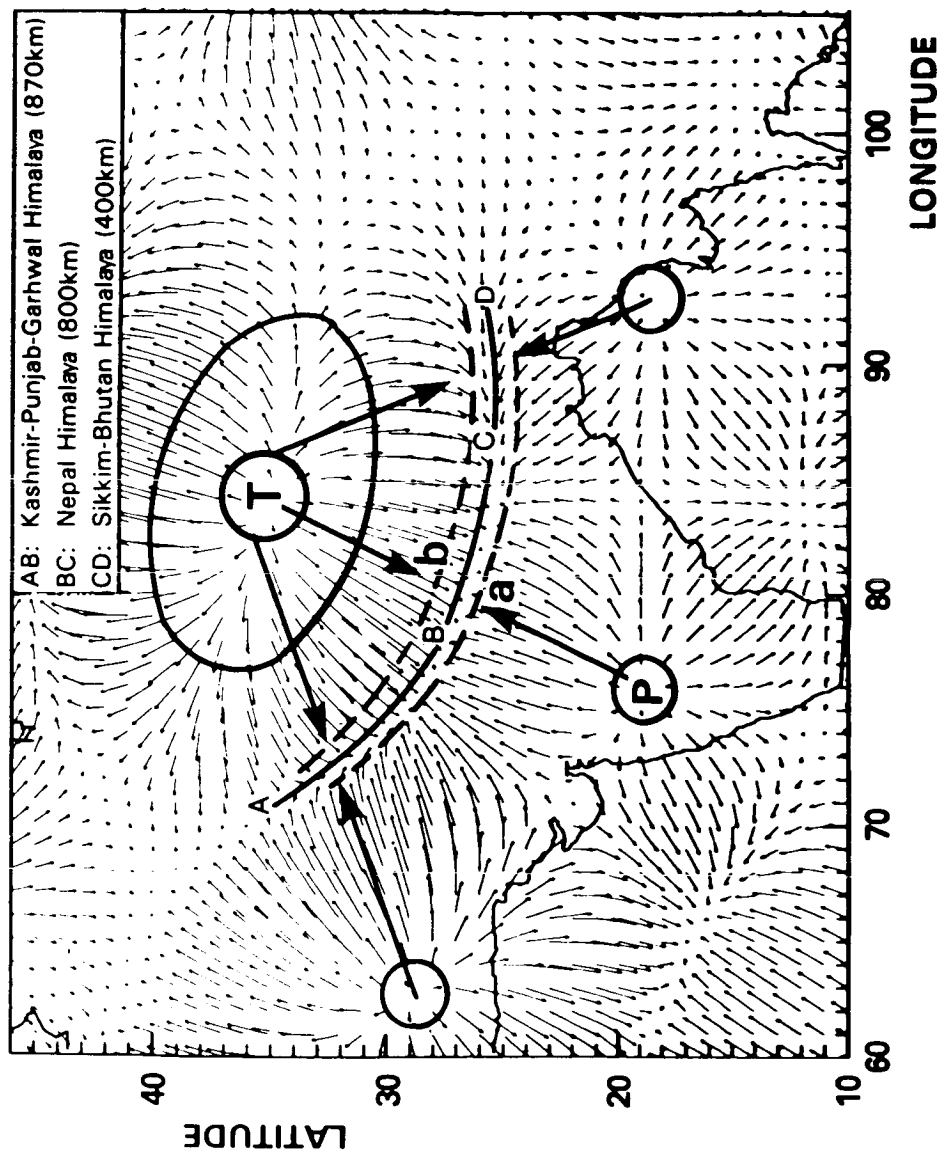 AB: Kashmir-Punjab-Garhwal Himalaya (870km)
BC: Nepal Himalaya (800km)
CD: Sikkim-Bhutan Himalaya (400km)
T
A
B
b
C
D
a
P
LATITUDE
40
30
20
10
60
70
80
90
100
LONGITUDE